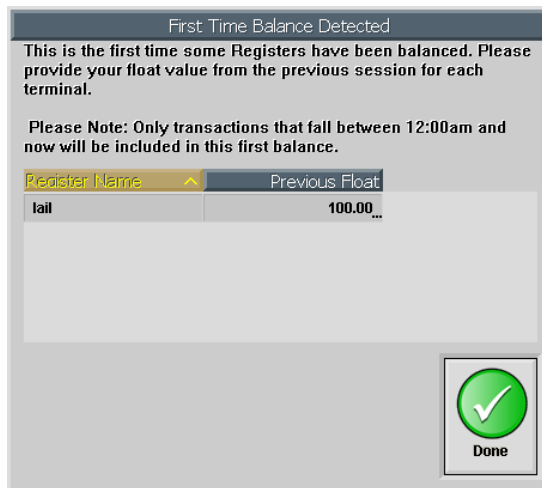 First Time Balance Detected
This is the first time some Registers have been balanced. Please
provide your float value from the previous session for each
terminal.
Please Note: Only transactions that fall between 12:00am and
now will be included in this first balance.
Register Name Previous Float
lail 100.00...
Done